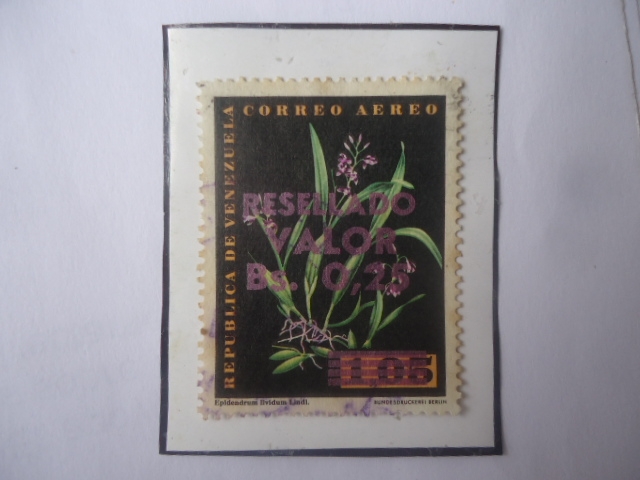 CORREO AEREO
REPUBLICA DE VENEZUELA
RESELLADO
VALOR
Bs. 0,25
1,05
Epidendrum lividum Lindl.
BUNDESDRUCKEREI BERLIN